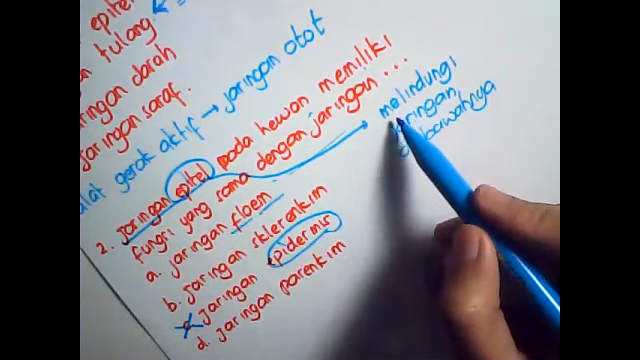 epitel
tulang
jaringan darah
jaringan saraf.
alat gerak aktif → jaringan otot
2. jaringan epitel pada hewan memiliki
fungsi yang sama dengan jaringan...
a. jaringan floem
b. jaringan sklerenkim
c. jaringan epidermis
d. jaringan parenkim
melindungi
jaringan